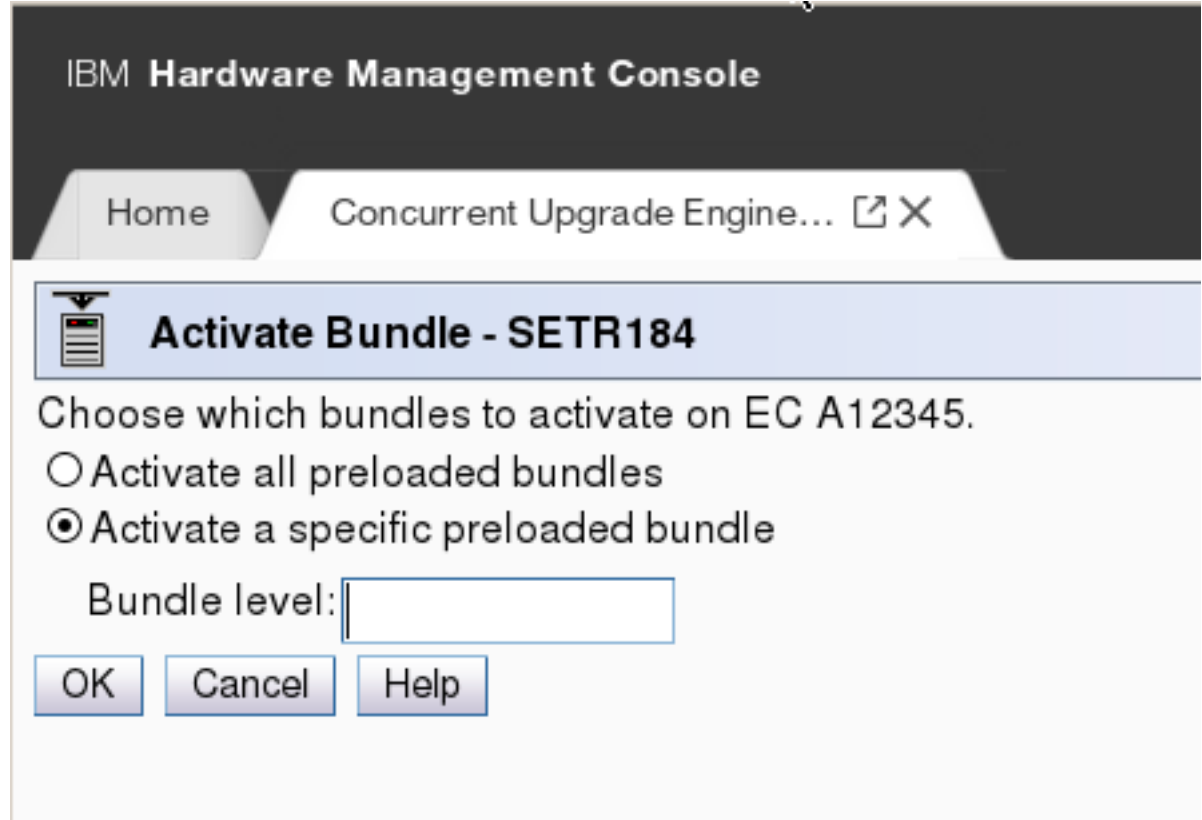 IBM Hardware Management Console
Home
Concurrent Upgrade Engine...
Activate Bundle - SETR184
Choose which bundles to activate on EC A12345.
Activate all preloaded bundles
Activate a specific preloaded bundle
Bundle level:
OK Cancel Help